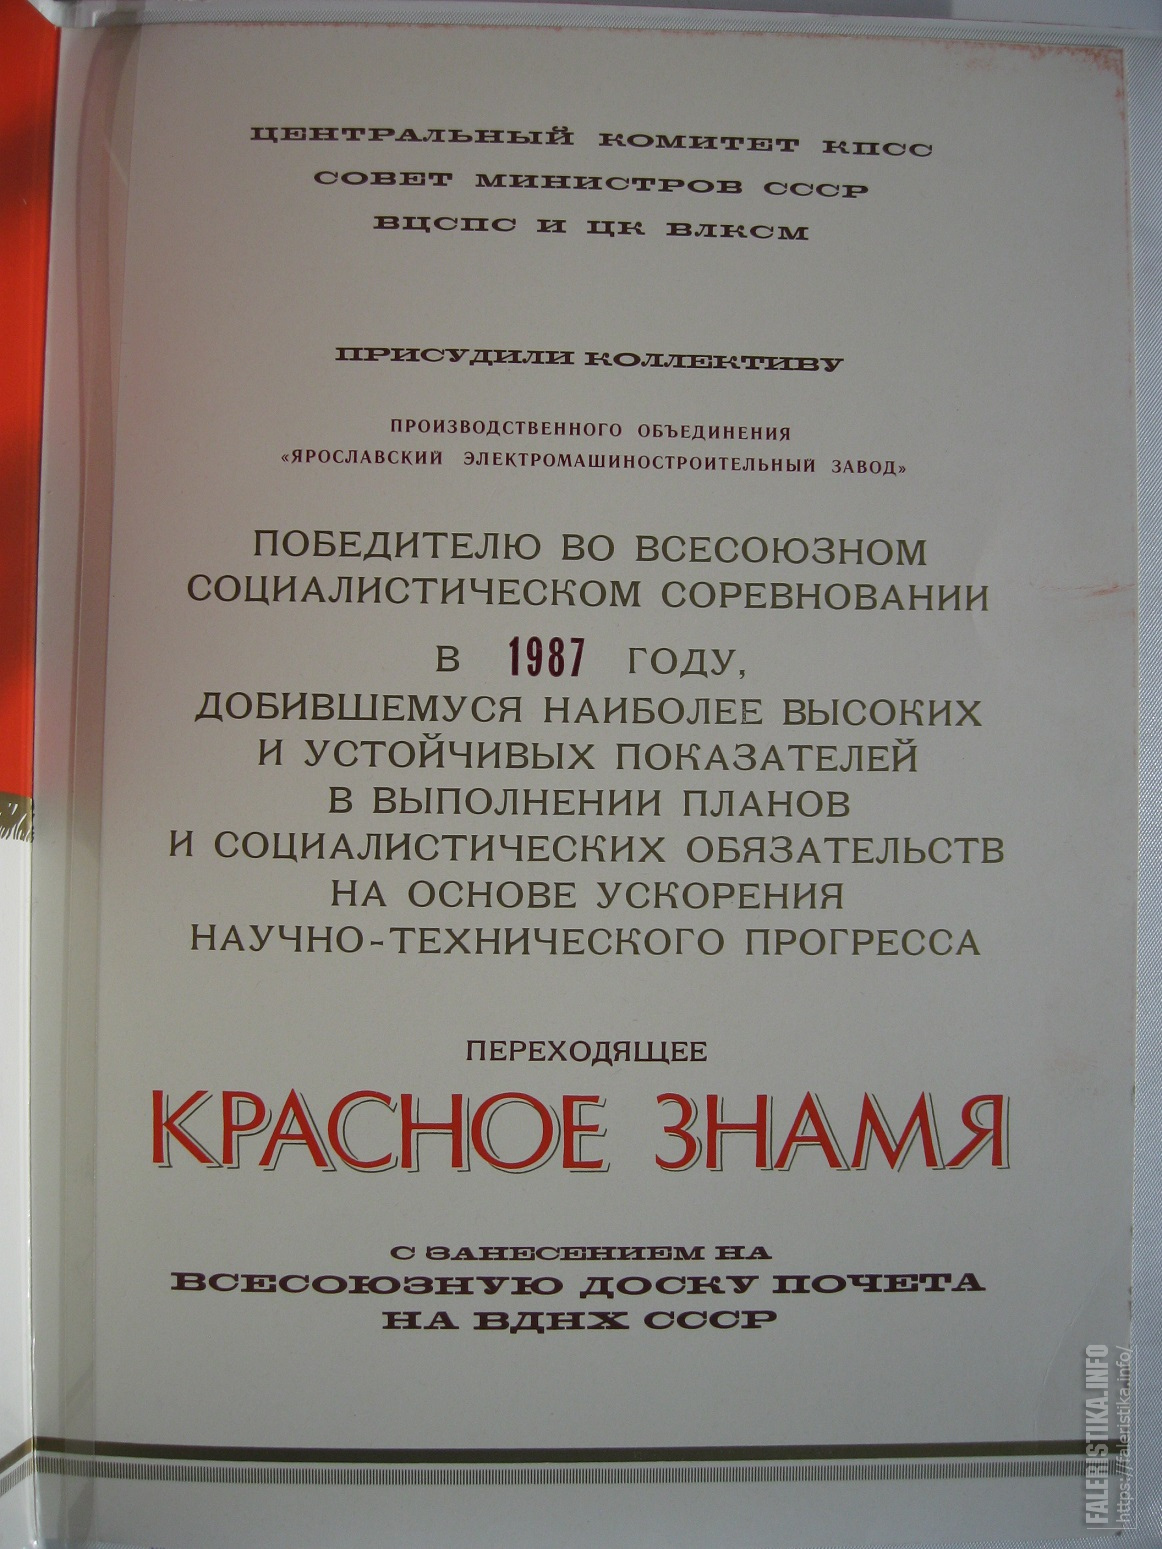 ЦЕНТРАЛЬНЫЙ КОМИТЕТ КПСС
СОВЕТ МИНИСТРОВ СССР
ВЦСПС И ЦК ВЛКСМ
ПРИСУДИЛИ КОЛЛЕКТИВУ
ПРОИЗВОДСТВЕННОГО ОБЪЕДИНЕНИЯ
«ЯРОСЛАВСКИЙ ЭЛЕКТРОМАШИНОСТРОИТЕЛЬНЫЙ ЗАВОД»
ПОБЕДИТЕЛЮ ВО ВСЕСОЮЗНОМ
СОЦИАЛИСТИЧЕСКОМ СОРЕВНОВАНИИ
В 1987 ГОДУ,
ДОБИВШЕМУСЯ НАИБОЛЕЕ ВЫСОКИХ
И УСТОЙЧИВЫХ ПОКАЗАТЕЛЕЙ
В ВЫПОЛНЕНИИ ПЛАНОВ
И СОЦИАЛИСТИЧЕСКИХ ОБЯЗАТЕЛЬСТВ
НА ОСНОВЕ УСКОРЕНИЯ
НАУЧНО-ТЕХНИЧЕСКОГО ПРОГРЕССА
ПЕРЕХОДЯЩЕЕ
КРАСНОЕ ЗНАМЯ
С ЗАНЕСЕНИЕМ НА
ВСЕСОЮЗНУЮ ДОСКУ ПОЧЕТА
НА ВДНХ СССР
FALERISTIKA.INFO
https://faleristika.info/